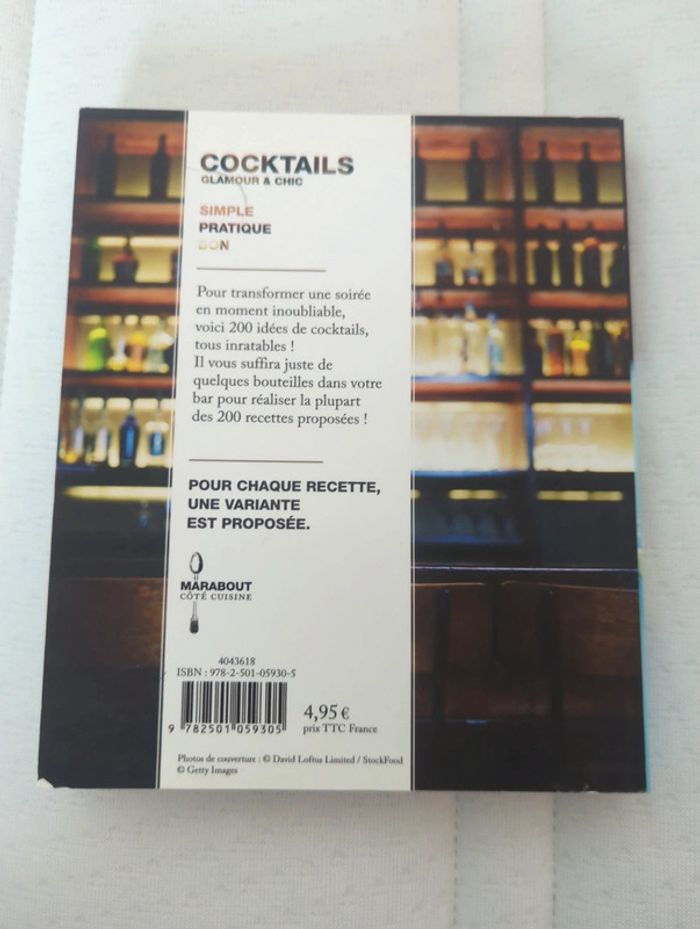 COCKTAILS
GLAMOUR & CHIC
SIMPLE
PRATIQUE
BON
Pour transformer une soirée
en moment inoubliable,
voici 200 idées de cocktails,
tous inratables !
Il vous suffira juste de
quelques bouteilles dans votre
bar pour réaliser la plupart
des 200 recettes proposées !
POUR CHAQUE RECETTE,
UNE VARIANTE
EST PROPOSÉE.
MARABOUT
CÔTÉ CUISINE
4043618
ISBN : 978-2-501-05930-5
9 782501 059305
4,95 €
prix TTC France
Photos de couverture : © David Loftus Limited / StockFood
© Getty Images